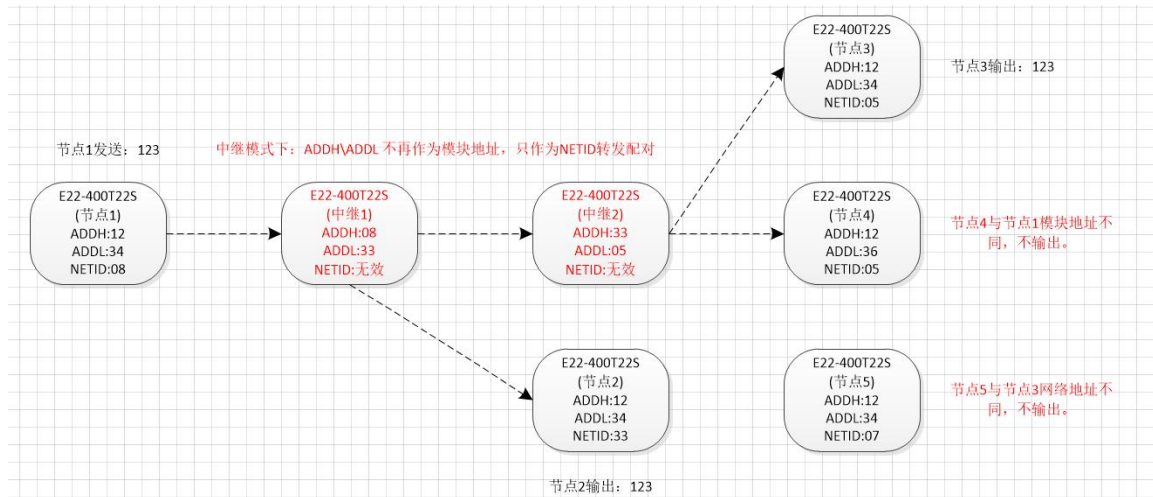 E22-400T22S
(节点3)
ADDH:12
ADDL:34
NETID:05
节点3输出：123
节点1发送：123
中继模式下：ADDH\ADDL 不再作为模块地址，只作为NETID转发配对
E22-400T22S
(节点1)
ADDH:12
ADDL:34
NETID:08
E22-400T22S
(中继1)
ADDH:08
ADDL:33
NETID:无效
E22-400T22S
(中继2)
ADDH:33
ADDL:05
NETID:无效
E22-400T22S
(节点4)
ADDH:12
ADDL:36
NETID:05
节点4与节点1模块地址不
同，不输出。
E22-400T22S
(节点2)
ADDH:12
ADDL:34
NETID:33
E22-400T22S
(节点5)
ADDH:12
ADDL:34
NETID:07
节点5与节点3网络地址不
同，不输出。
节点2输出：123